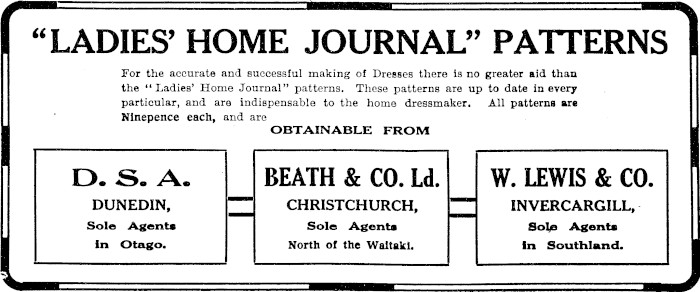 "LADIES' HOME JOURNAL" PATTERNS
For the accurate and successful making of Dresses there is no greater aid than
the "Ladies' Home Journal" patterns. These patterns are up to date in every
particular, and are indispensable to the home dressmaker. All patterns are
Ninepence each, and are
OBTAINABLE FROM
D. S. A.
DUNEDIN,
Sole Agents
in Otago.
BEATH & CO. Ld.
CHRISTCHURCH,
Sole Agents
North of the Waitaki.
W. LEWIS & CO.
INVERCARGILL,
Sole Agents
in Southland.